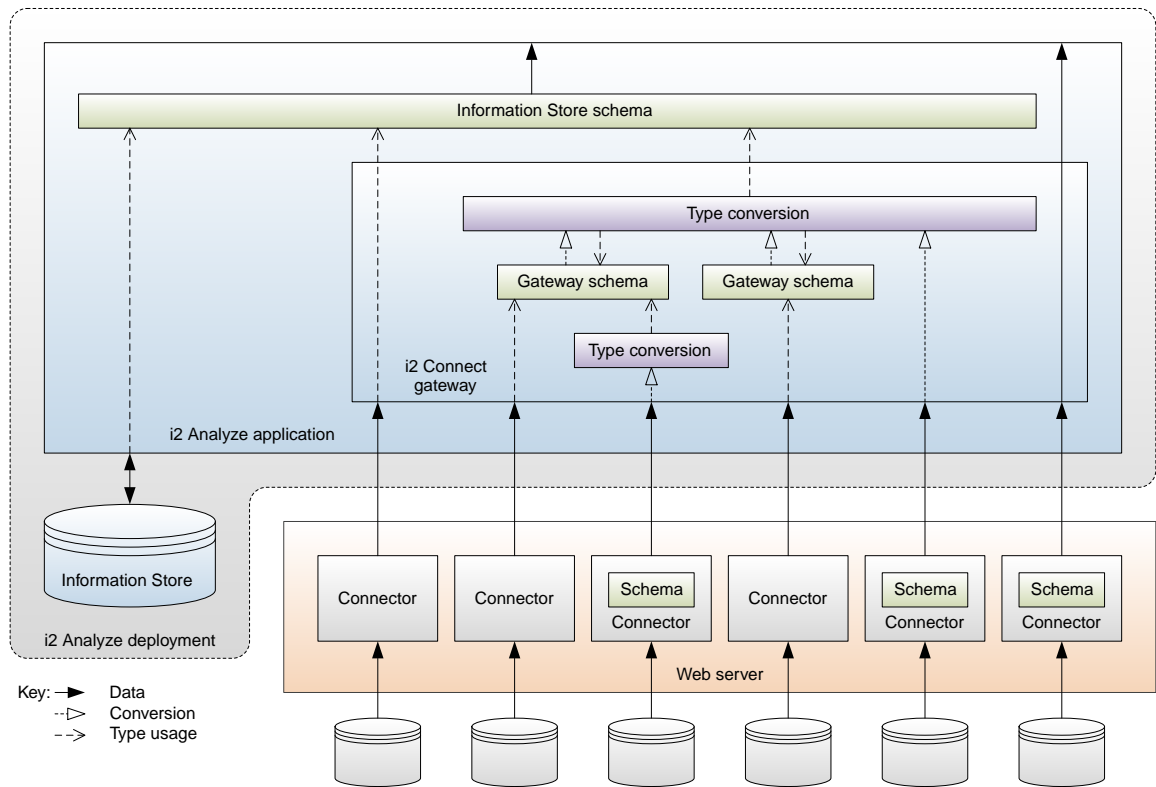 Information Store schema
Type conversion
Gateway schema
Gateway schema
Type conversion
i2 Connect
gateway
i2 Analyze application
Information Store
i2 Analyze deployment
Connector
Connector
Schema
Connector
Connector
Schema
Connector
Schema
Connector
Web server
Key:
Data
Conversion
Type usage